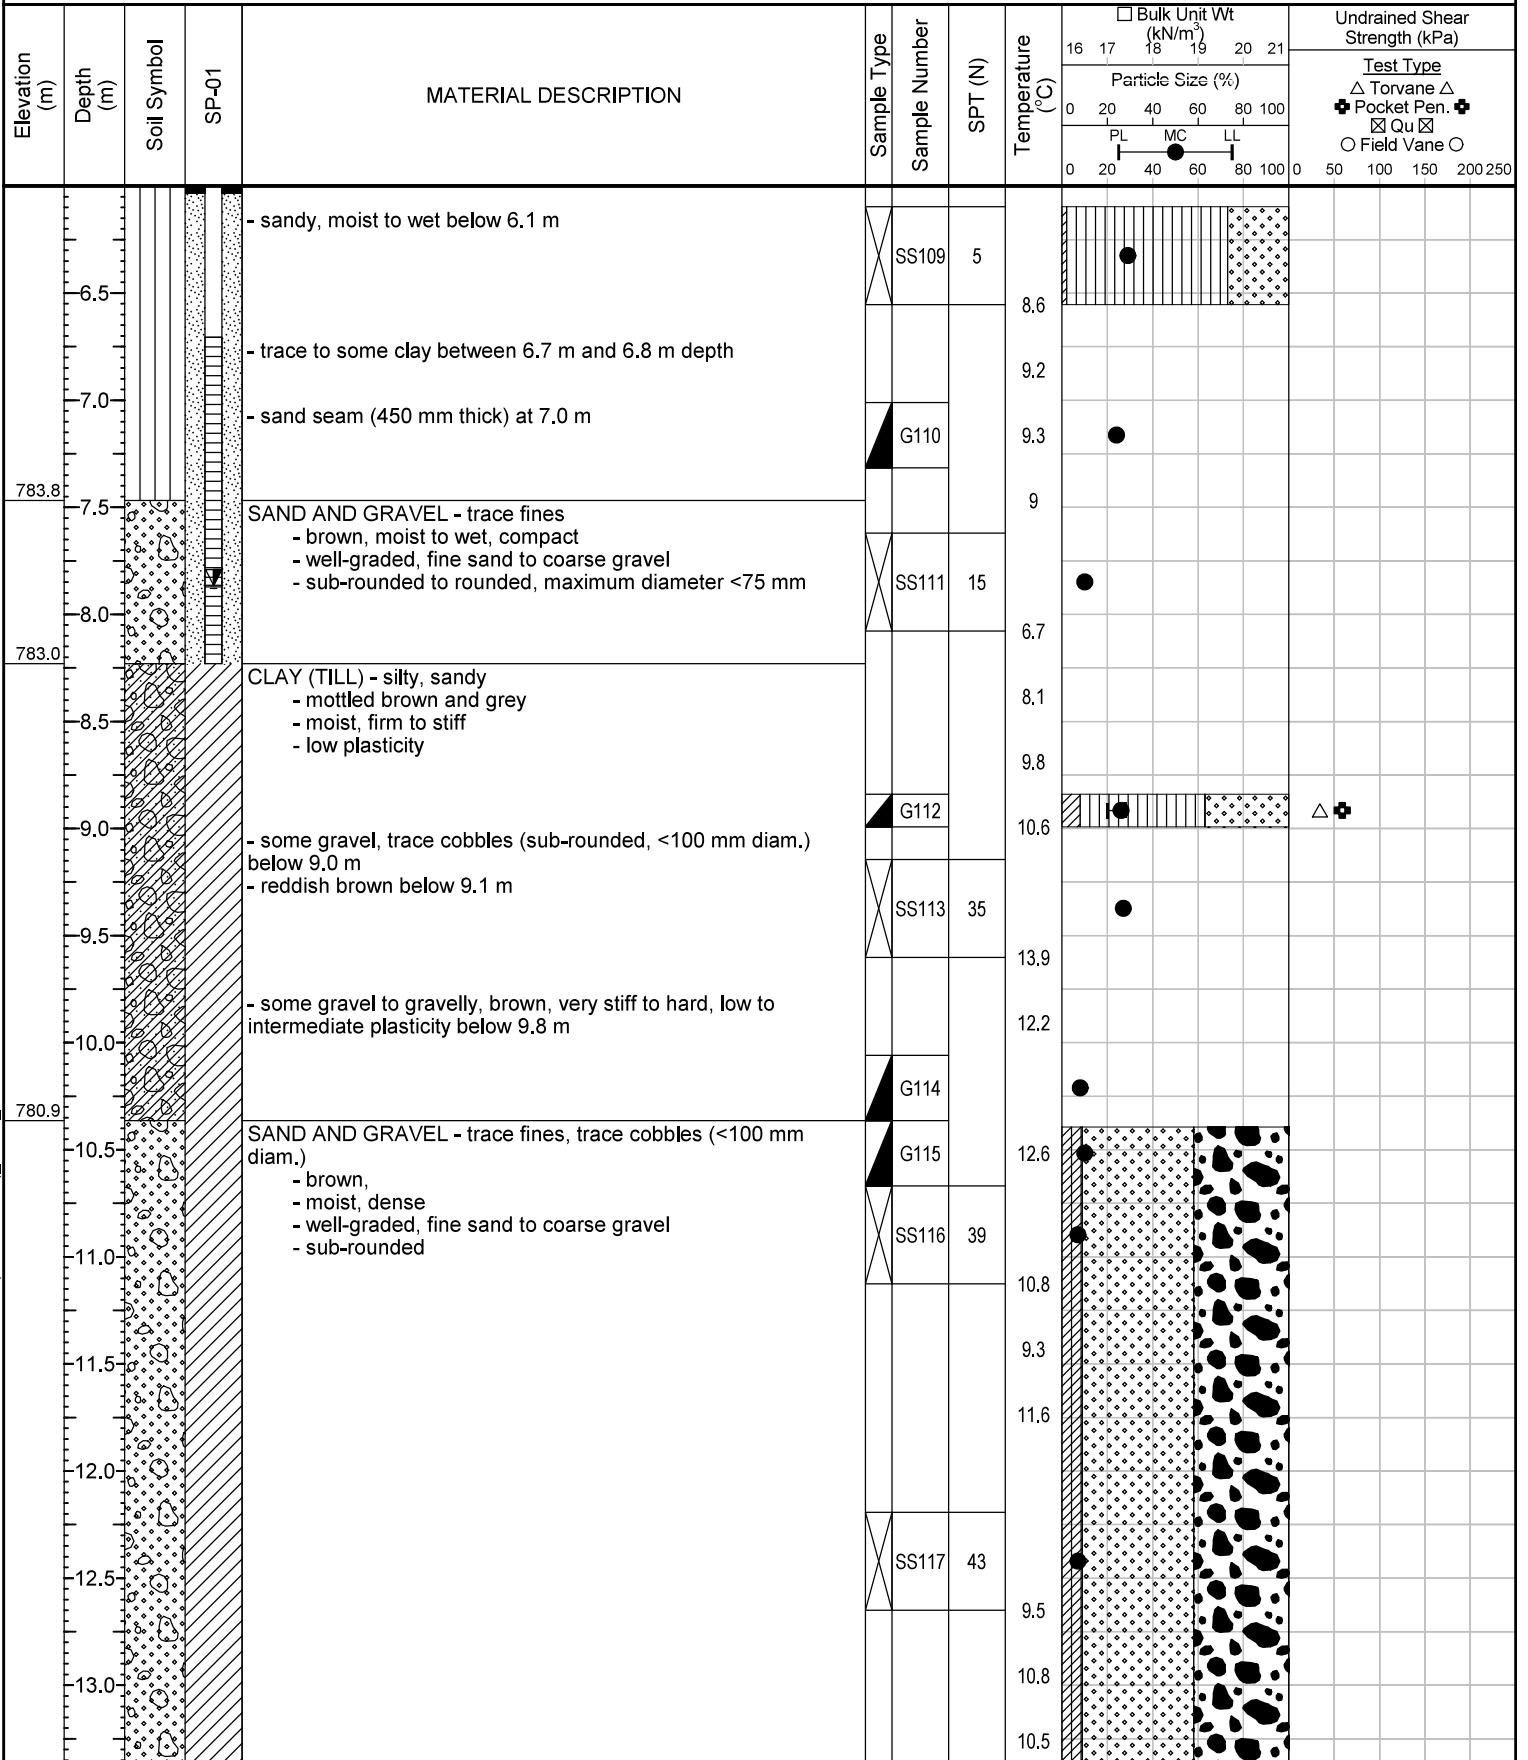 Elevation
(m)
Depth
(m)
Soil Symbol
SP-01
MATERIAL DESCRIPTION
Sample Type
Sample Number
SPT (N)
Temperature
(°C)
□ Bulk Unit Wt
(kN/m³)
16 17 18 19 20 21
Particle Size (%)
0 20 40 60 80 100
PL MC LL
0 20 40 60 80 100
Undrained Shear
Strength (kPa)
Test Type
△ Torvane △
Pocket Pen.
☒ Qu ☒
○ Field Vane ○
0 50 100 150 200 250
- sandy, moist to wet below 6.1 m
SS109 5
6.5
8.6
- trace to some clay between 6.7 m and 6.8 m depth
9.2
7.0
- sand seam (450 mm thick) at 7.0 m
G110 9.3
783.8
9
7.5
SAND AND GRAVEL - trace fines
- brown, moist to wet, compact
- well-graded, fine sand to coarse gravel
- sub-rounded to rounded, maximum diameter <75 mm
SS111 15
8.0
6.7
783.0
CLAY (TILL) - silty, sandy
- mottled brown and grey
- moist, firm to stiff
- low plasticity
8.1
8.5
9.8
G112
9.0
10.6
- some gravel, trace cobbles (sub-rounded, <100 mm diam.)
below 9.0 m
- reddish brown below 9.1 m
SS113 35
9.5
13.9
- some gravel to gravelly, brown, very stiff to hard, low to
intermediate plasticity below 9.8 m
12.2
10.0
G114
780.9
SAND AND GRAVEL - trace fines, trace cobbles (<100 mm
diam.)
- brown,
- moist, dense
- well-graded, fine sand to coarse gravel
- sub-rounded
10.5
G115 12.6
SS116 39
11.0
10.8
9.3
11.5
11.6
12.0
SS117 43
12.5
9.5
10.8
13.0
10.5